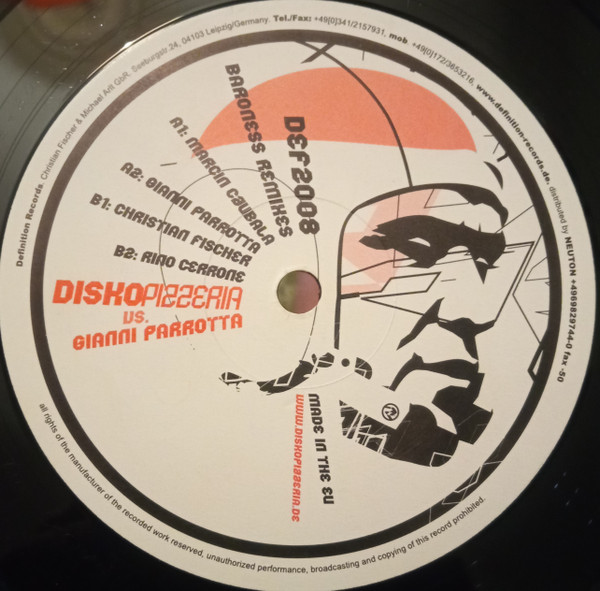 Definition Records. Christian Fischer & Michael Arlt GbR, Seeburgstr.24, 04103 Leipzig/Germany. Tel./Fax: +49[0]341/2157931, mob +49[0]172/3653216, www.definition-records.de, distributed by NEUTON +4969829744-0 fax -50
DEF2008
BARONESS REMIXES
A1: MARCIN CZUBALA
A2: GIANNI PARROTTA
B1: CHRISTIAN FISCHER
B2: RINO CERRONE
DISKOPIZZERIA
VS.
GIANNI PARROTTA
MADE IN THE EU
WWW.DISKOPIZZERIA.DE
all rights of the manufacturer of the recorded work reserved, unauthorized performance, broadcasting and copying of this record prohibited.